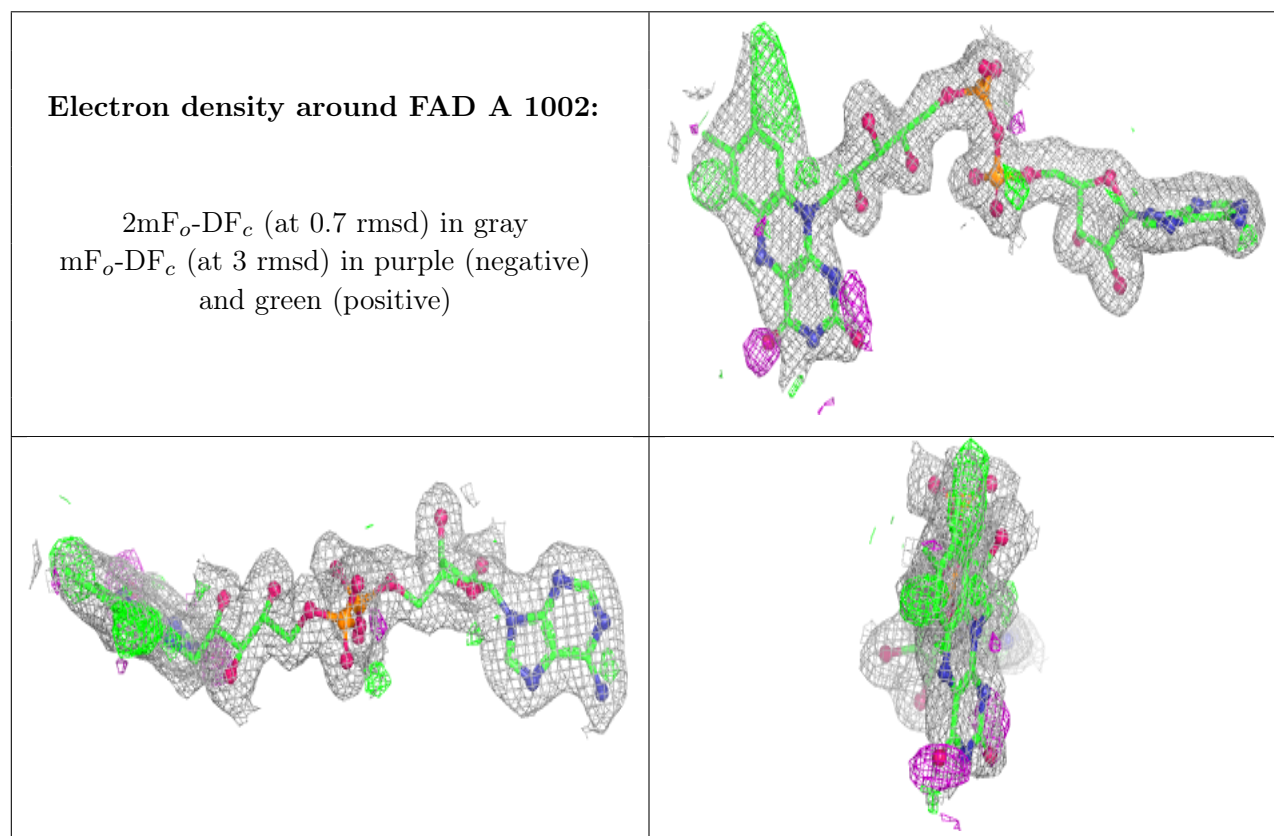 Electron density around FAD A 1002:
2mFo-DFc (at 0.7 rmsd) in gray
mFo-DFc (at 3 rmsd) in purple (negative)
and green (positive)